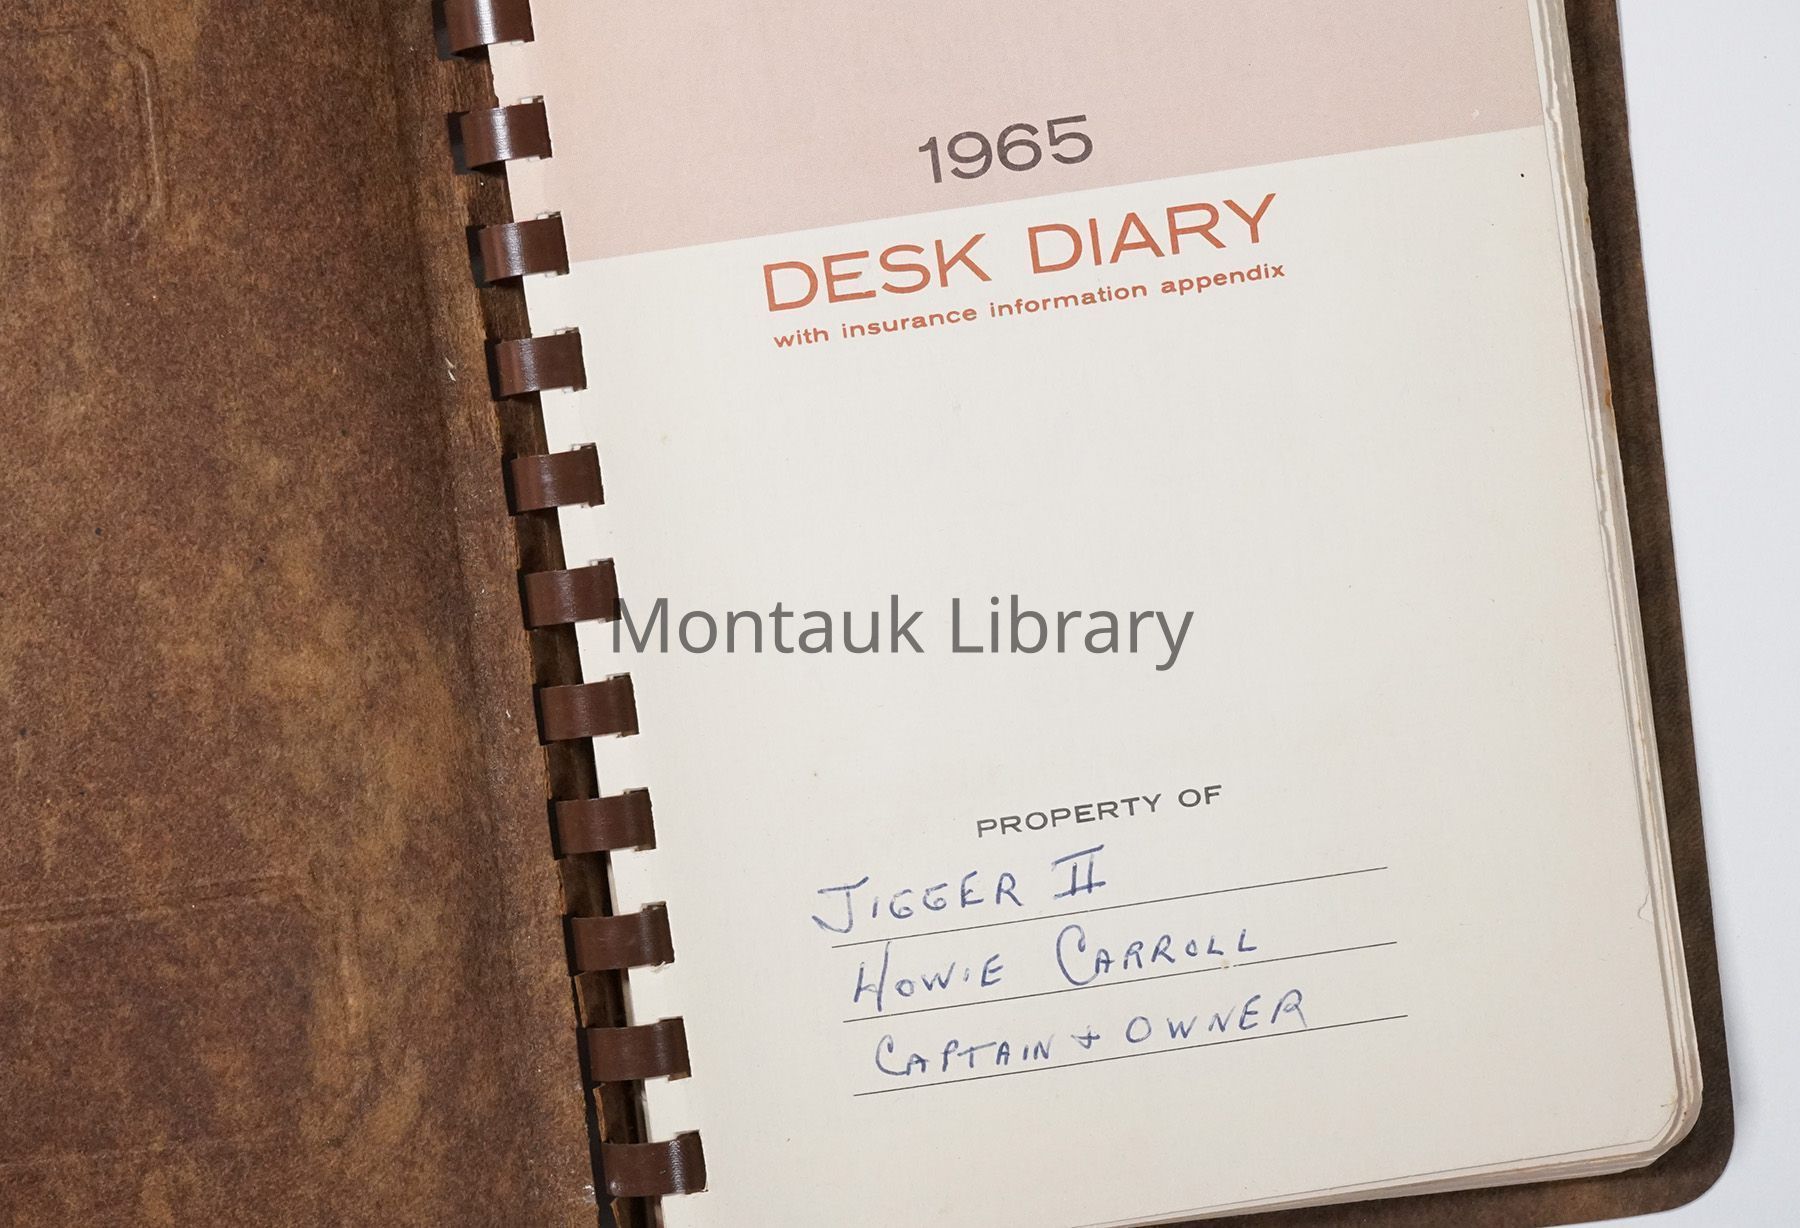 1965
DESK DIARY
with insurance information appendix
Montauk Library
PROPERTY OF
JIGGER II
HOWIE CARROLL
CAPTAIN & OWNER